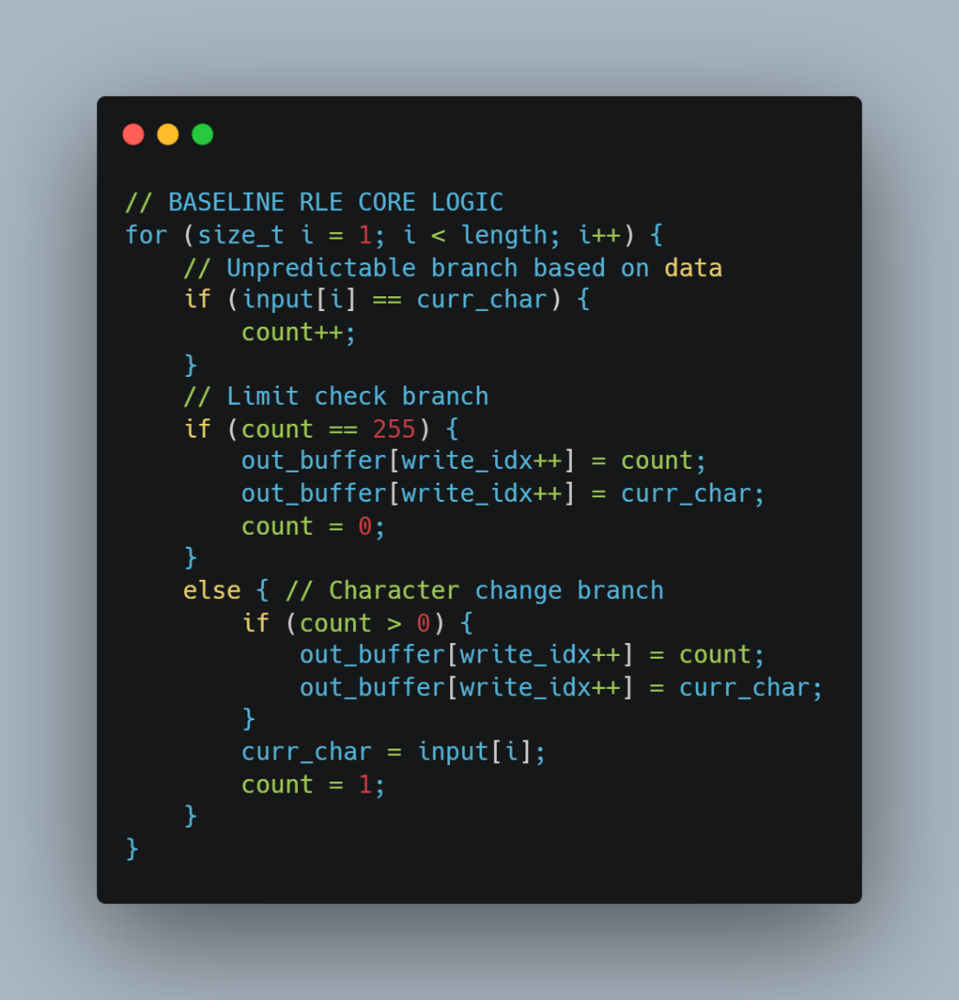 // BASELINE RLE CORE LOGIC
for (size_t i = 1; i < length; i++) {
    // Unpredictable branch based on data
    if (input[i] == curr_char) {
        count++;
    }
    // Limit check branch
    if (count == 255) {
        out_buffer[write_idx++] = count;
        out_buffer[write_idx++] = curr_char;
        count = 0;
    }
    else { // Character change branch
        if (count > 0) {
            out_buffer[write_idx++] = count;
            out_buffer[write_idx++] = curr_char;
        }
        curr_char = input[i];
        count = 1;
    }
}